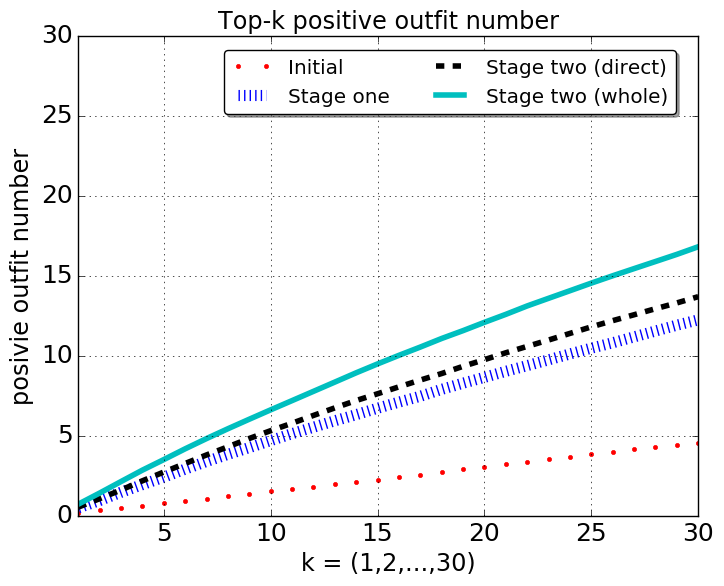 Top-k positive outfit number
Initial
Stage one
Stage two (direct)
Stage two (whole)
posivie outfit number
30
25
20
15
10
5
0
5 10 15 20 25 30
k = (1,2,...,30)